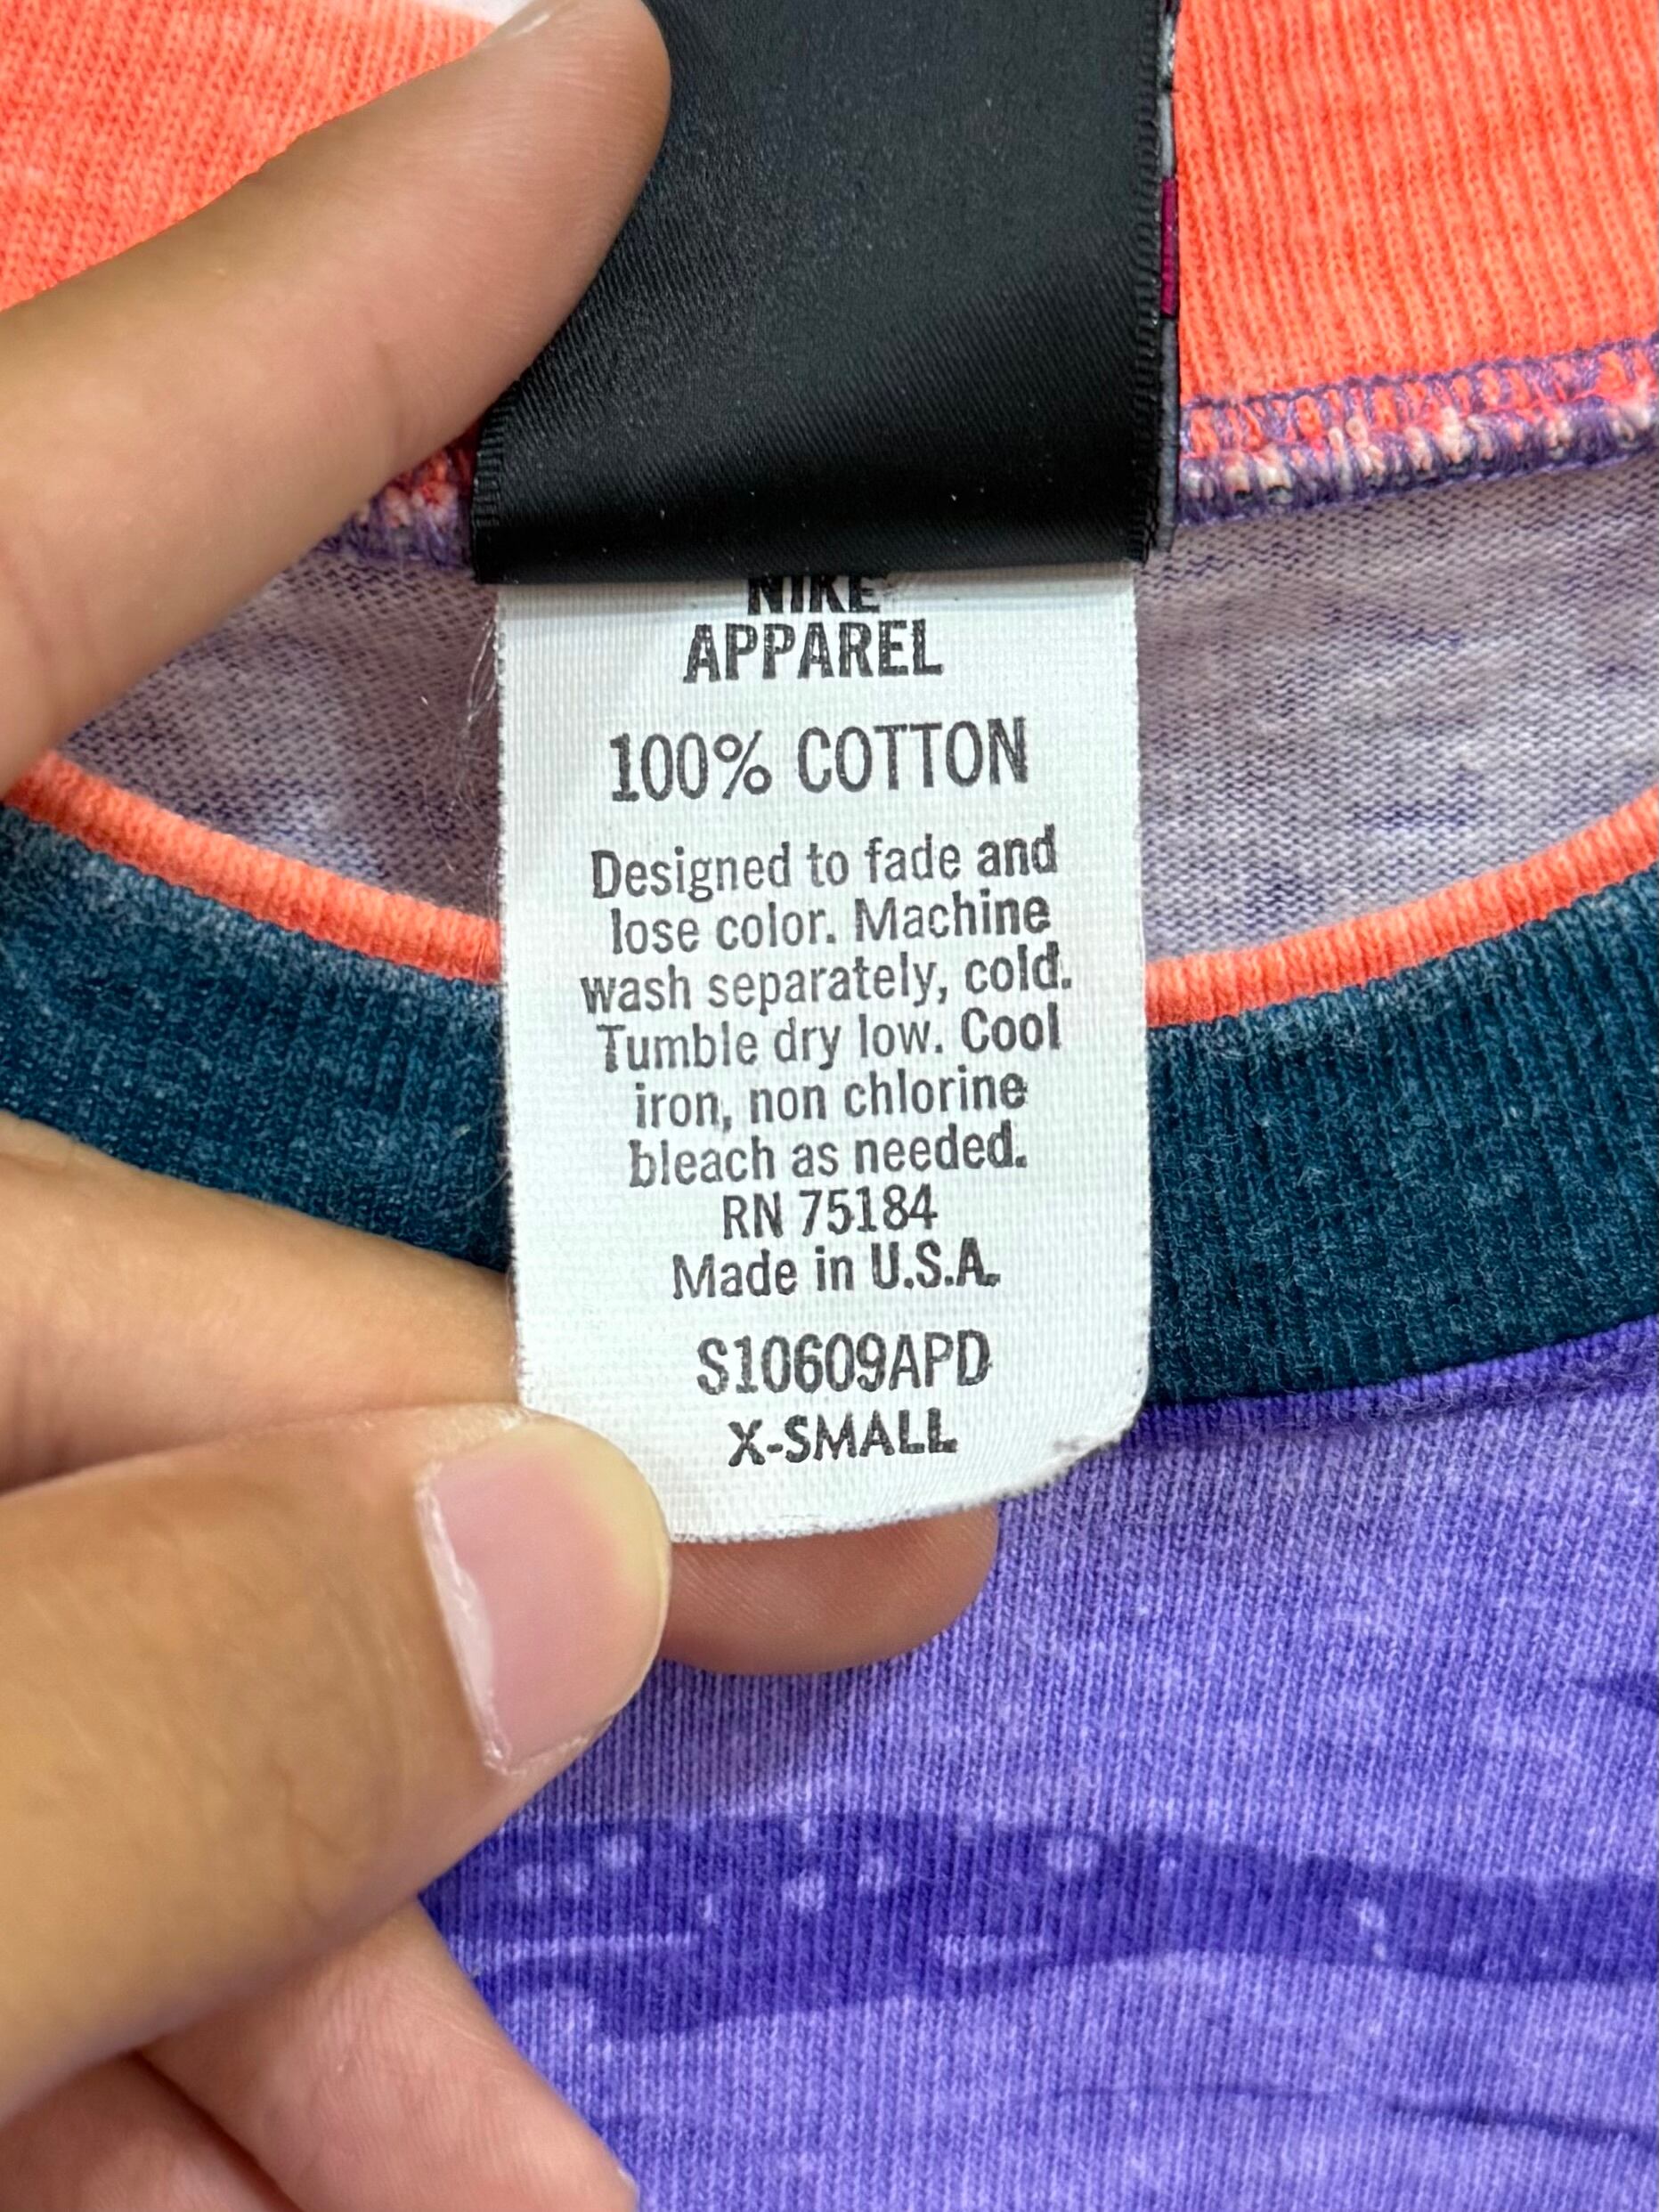 NIKE
APPAREL
100% COTTON
Designed to fade and
lose color. Machine
wash separately, cold.
Tumble dry low. Cool
iron, non chlorine
bleach as needed.
RN 75184
Made in U.S.A.
S10609APD
X-SMALL